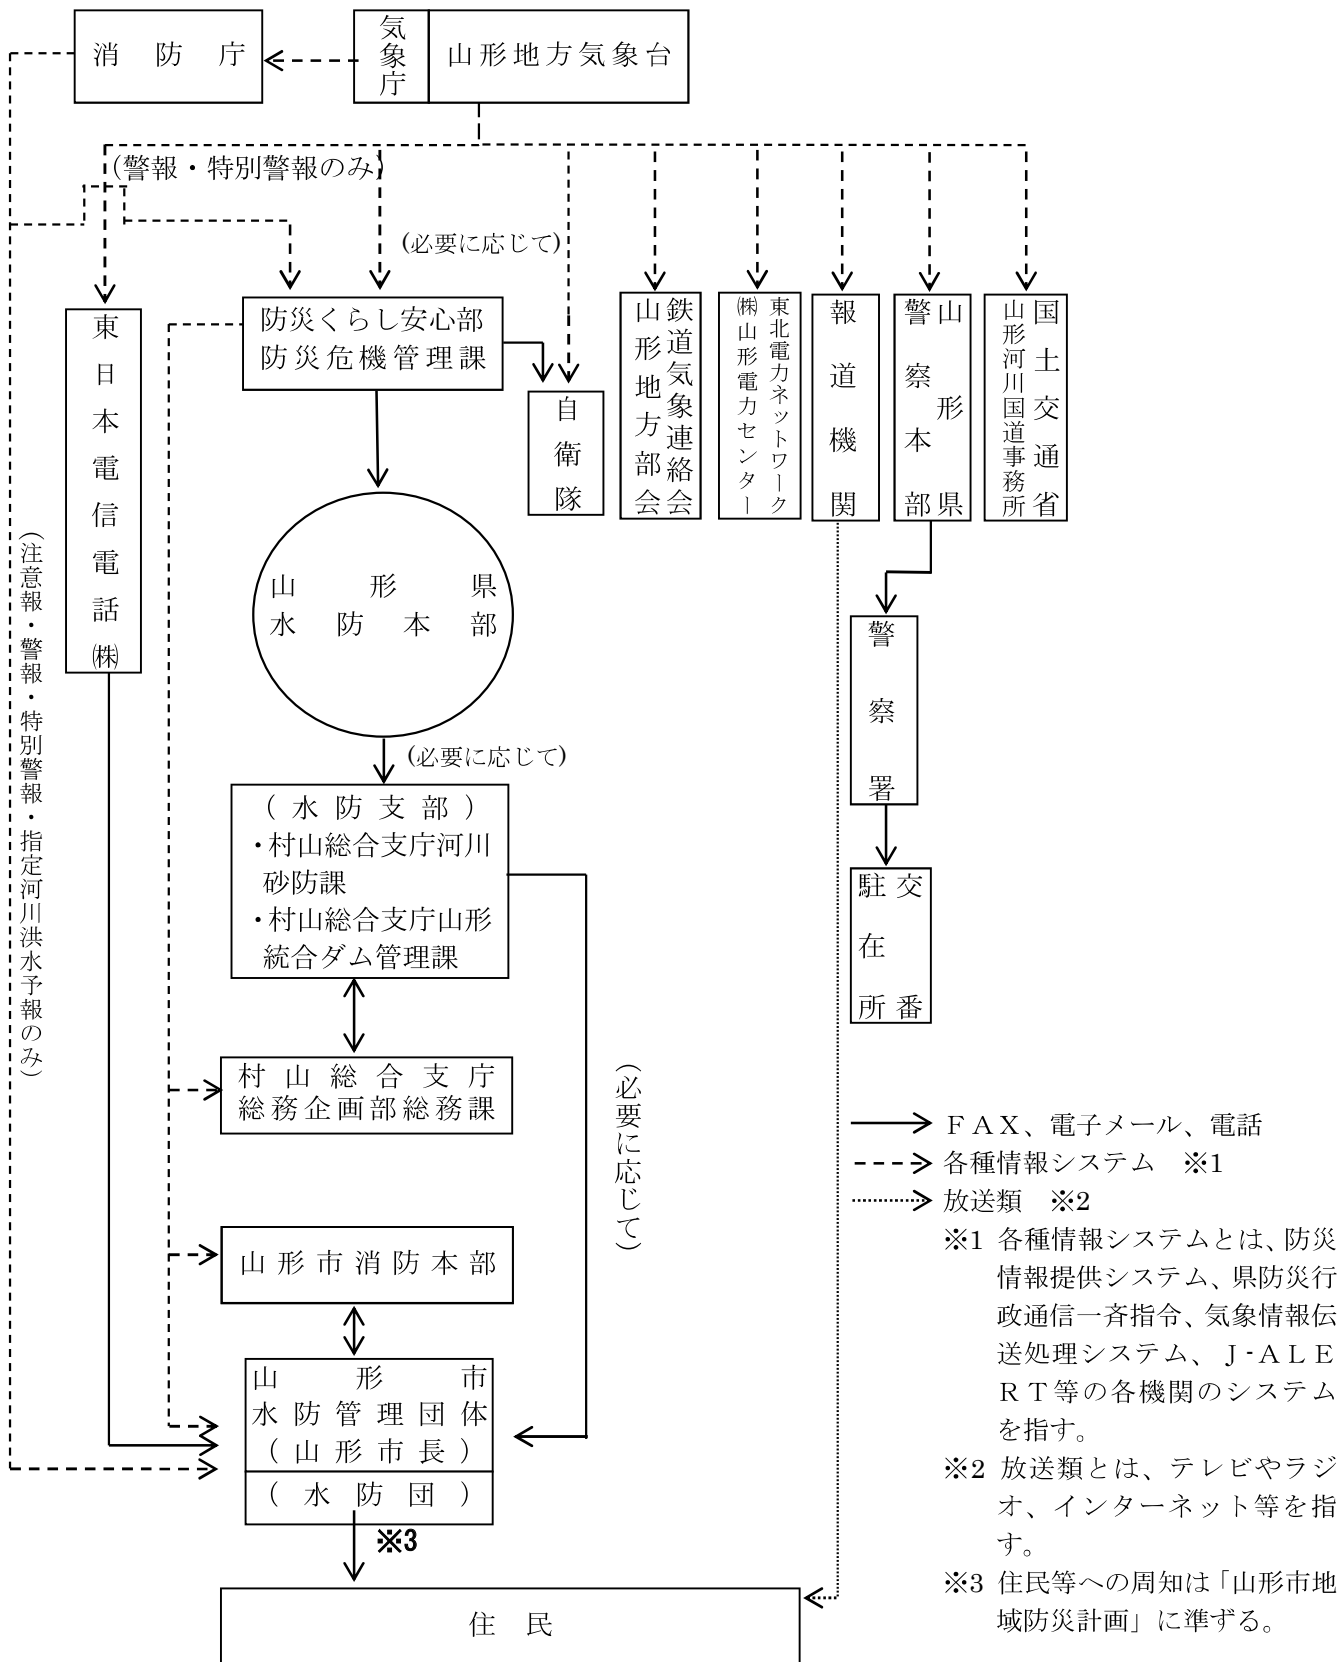 消防庁
気象庁
山形地方気象台
(警報・特別警報のみ)
(必要に応じて)
東日本電信電話㈱
防災くらし安心部
防災危機管理課
自衛隊
鉄道気象連絡会
山形地方部会
東北電力ネットワーク
㈱山形電力センター
報道機関
山形県
警察本部
国土交通省
山形河川国道事務所
(注意報・警報・特別警報・指定河川洪水予報のみ)
山形県
水防本部
警察署
(必要に応じて)
(水防支部)
・村山総合支庁河川
砂防課
・村山総合支庁山形
統合ダム管理課
交番
駐在所
村山総合支庁
総務企画部総務課
(必要に応じて)
山形市消防本部
山形市
水防管理団体
(山形市長)
(水防団)
※3
住民
ＦＡＸ、電子メール、電話
各種情報システム ※1
放送類 ※2
※1 各種情報システムとは、防災
情報提供システム、県防災行
政通信一斉指令、気象情報伝
送処理システム、Ｊ-ＡＬＥ
ＲＴ等の各機関のシステム
を指す。
※2 放送類とは、テレビやラジ
オ、インターネット等を指
す。
※3 住民等への周知は「山形市地
域防災計画」に準ずる。